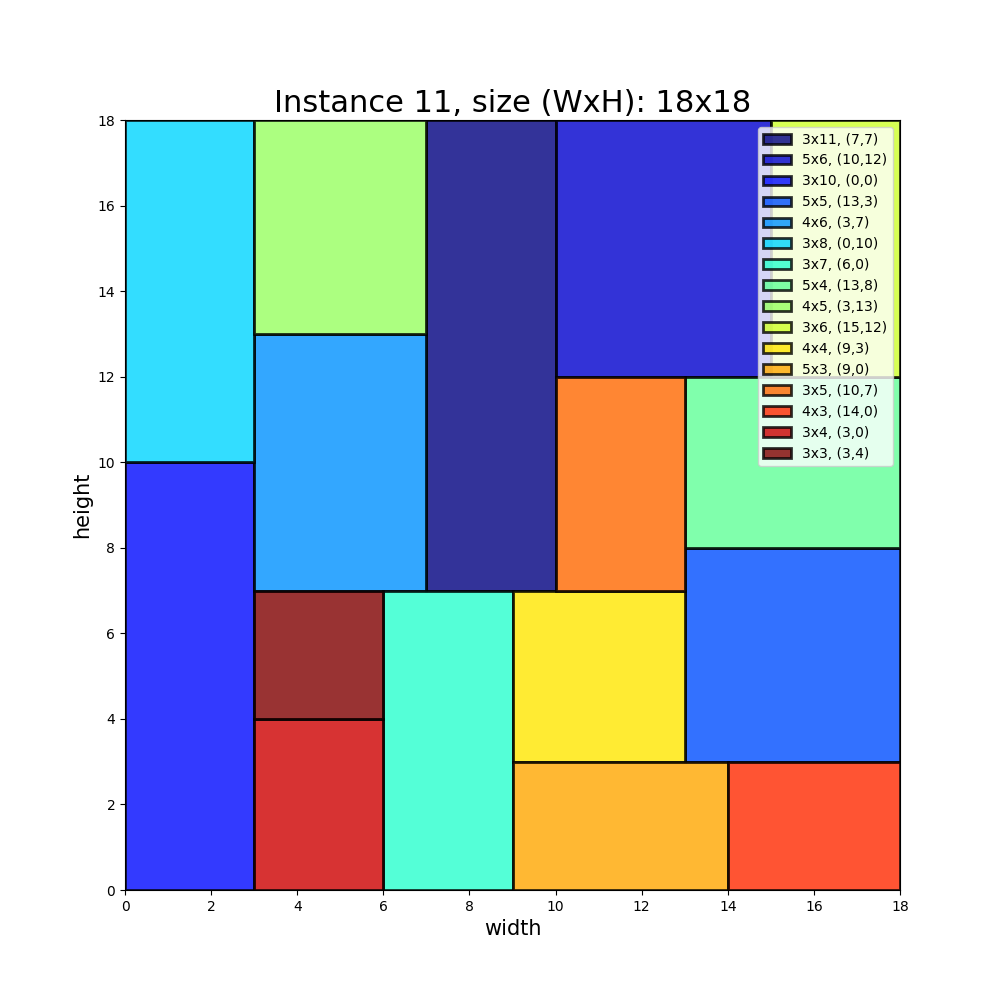 Instance 11, size (WxH): 18x18
3x11, (7,7)
5x6, (10,12)
3x10, (0,0)
5x5, (13,3)
4x6, (3,7)
3x8, (0,10)
3x7, (6,0)
5x4, (13,8)
4x5, (3,13)
3x6, (15,12)
4x4, (9,3)
5x3, (9,0)
3x5, (10,7)
4x3, (14,0)
3x4, (3,0)
3x3, (3,4)
18
16
14
12
10
8
6
4
2
0
height
0 2 4 6 8 10 12 14 16 18
width